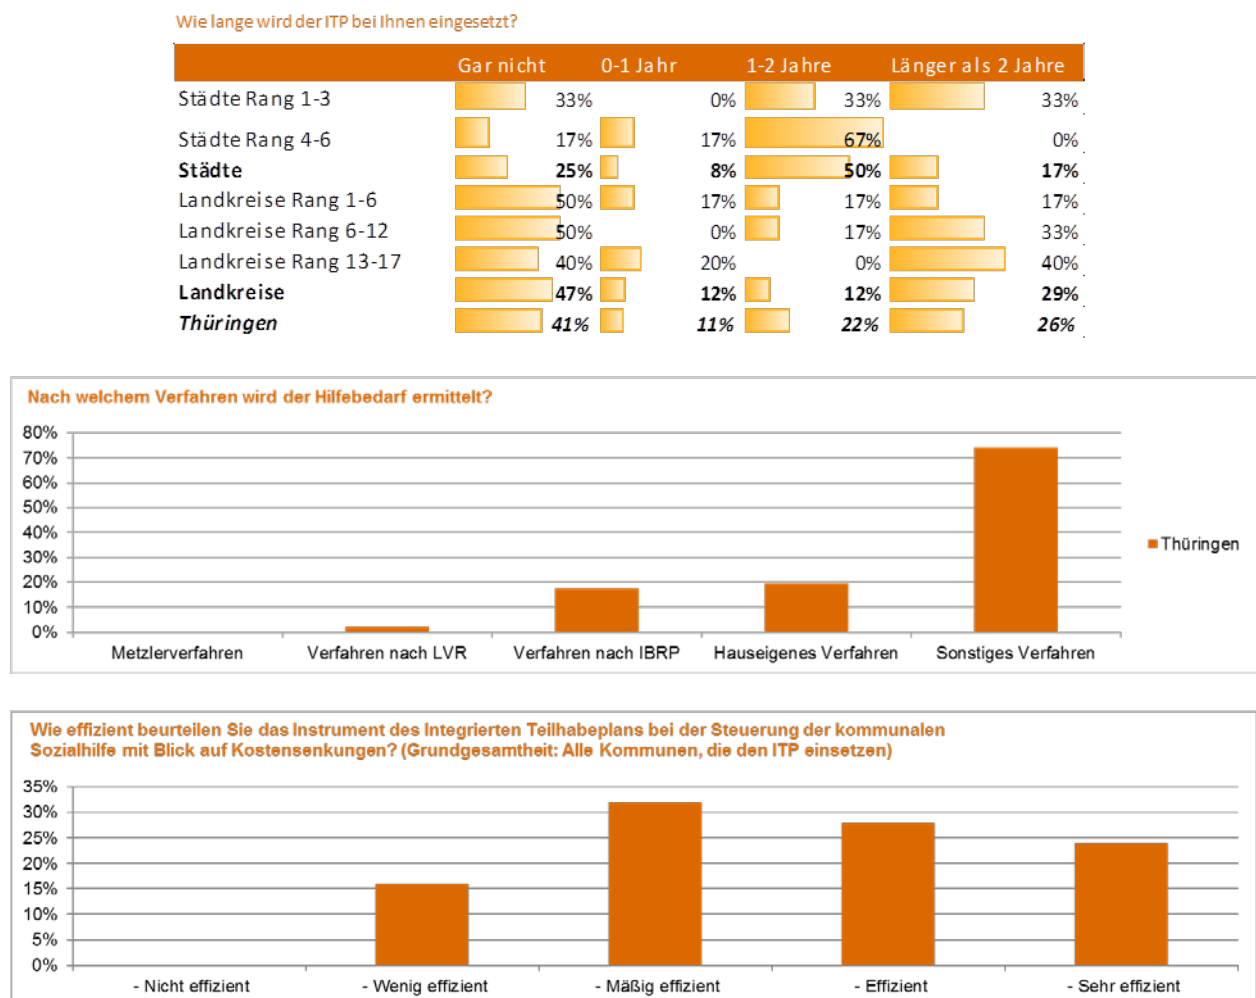 Wie lange wird der ITP bei Ihnen eingesetzt?
Gar nicht 0-1 Jahr 1-2 Jahre Länger als 2 Jahre
Städte Rang 1-3 33% 0% 33% 33%
Städte Rang 4-6 17% 17% 67% 0%
Städte 25% 8% 50% 17%
Landkreise Rang 1-6 50% 17% 17% 17%
Landkreise Rang 6-12 50% 0% 17% 33%
Landkreise Rang 13-17 40% 20% 0% 40%
Landkreise 47% 12% 12% 29%
Thüringen 41% 11% 22% 26%
Nach welchem Verfahren wird der Hilfebedarf ermittelt?
80%
70%
60%
50%
40%
30%
20%
10%
0%
Metzlerverfahren Verfahren nach LVR Verfahren nach IBRP Hauseigenes Verfahren Sonstiges Verfahren
Thüringen
Wie effizient beurteilen Sie das Instrument des Integrierten Teilhabeplans bei der Steuerung der kommunalen
Sozialhilfe mit Blick auf Kostensenkungen? (Grundgesamtheit: Alle Kommunen, die den ITP einsetzen)
35%
30%
25%
20%
15%
10%
5%
0%
- Nicht effizient - Wenig effizient - Mäßig effizient - Effizient - Sehr effizient